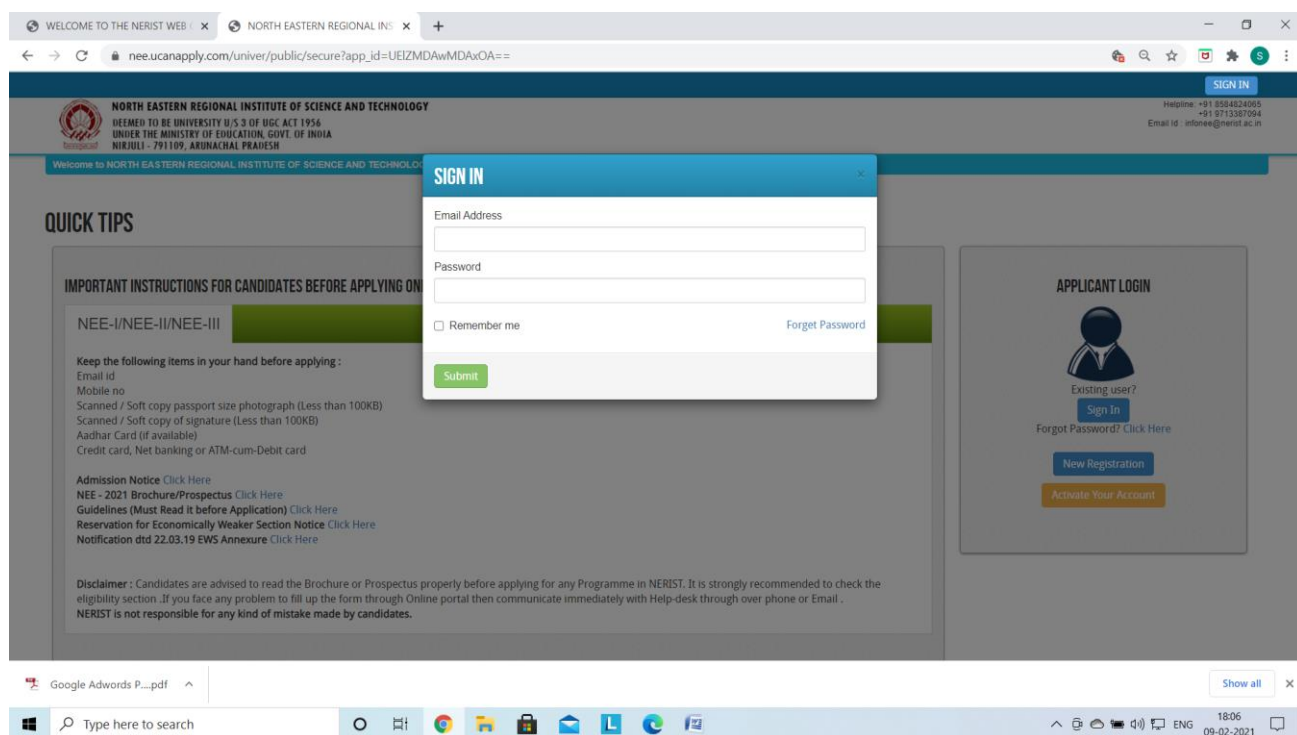 WELCOME TO THE NERIST WEB
NORTH EASTERN REGIONAL INS
nee.ucanapply.com/univer/public/secure?app_id=UElZMDAwMDAxOA==
S
SIGN IN
NORTH EASTERN REGIONAL INSTITUTE OF SCIENCE AND TECHNOLOGY
DEEMED TO BE UNIVERSITY U/S 3 OF UGC ACT 1956
UNDER THE MINISTRY OF EDUCATION, GOVT. OF INDIA
NIRJULI - 791109, ARUNACHAL PRADESH
Helpline: +91 8584824065
+91 9713387094
Email Id : infonee@nerist.ac.in
Welcome to NORTH EASTERN REGIONAL INSTITUTE OF SCIENCE AND TECHNOLO
SIGN IN
x
Email Address
Password
Remember me
Forget Password
Submit
QUICK TIPS
IMPORTANT INSTRUCTIONS FOR CANDIDATES BEFORE APPLYING ON
NEE-I/NEE-II/NEE-III
Keep the following items in your hand before applying :
Email id
Mobile no
Scanned / Soft copy passport size photograph (Less than 100KB)
Scanned / Soft copy of signature (Less than 100KB)
Aadhar Card (if available)
Credit card, Net banking or ATM-cum-Debit card
Admission Notice Click Here
NEE - 2021 Brochure/Prospectus Click Here
Guidelines (Must Read it before Application) Click Here
Reservation for Economically Weaker Section Notice Click Here
Notification dtd 22.03.19 EWS Annexure Click Here
Disclaimer : Candidates are advised to read the Brochure or Prospectus properly before applying for any Programme in NERIST. It is strongly recommended to check the
eligibility section .If you face any problem to fill up the form through Online portal then communicate immediately with Help-desk through over phone or Email .
NERIST is not responsible for any kind of mistake made by candidates.
APPLICANT LOGIN
Existing user?
Sign In
Forgot Password? Click Here
New Registration
Activate Your Account
Google Adwords P....pdf
Show all
Type here to search
L
ENG
18:06
09-02-2021